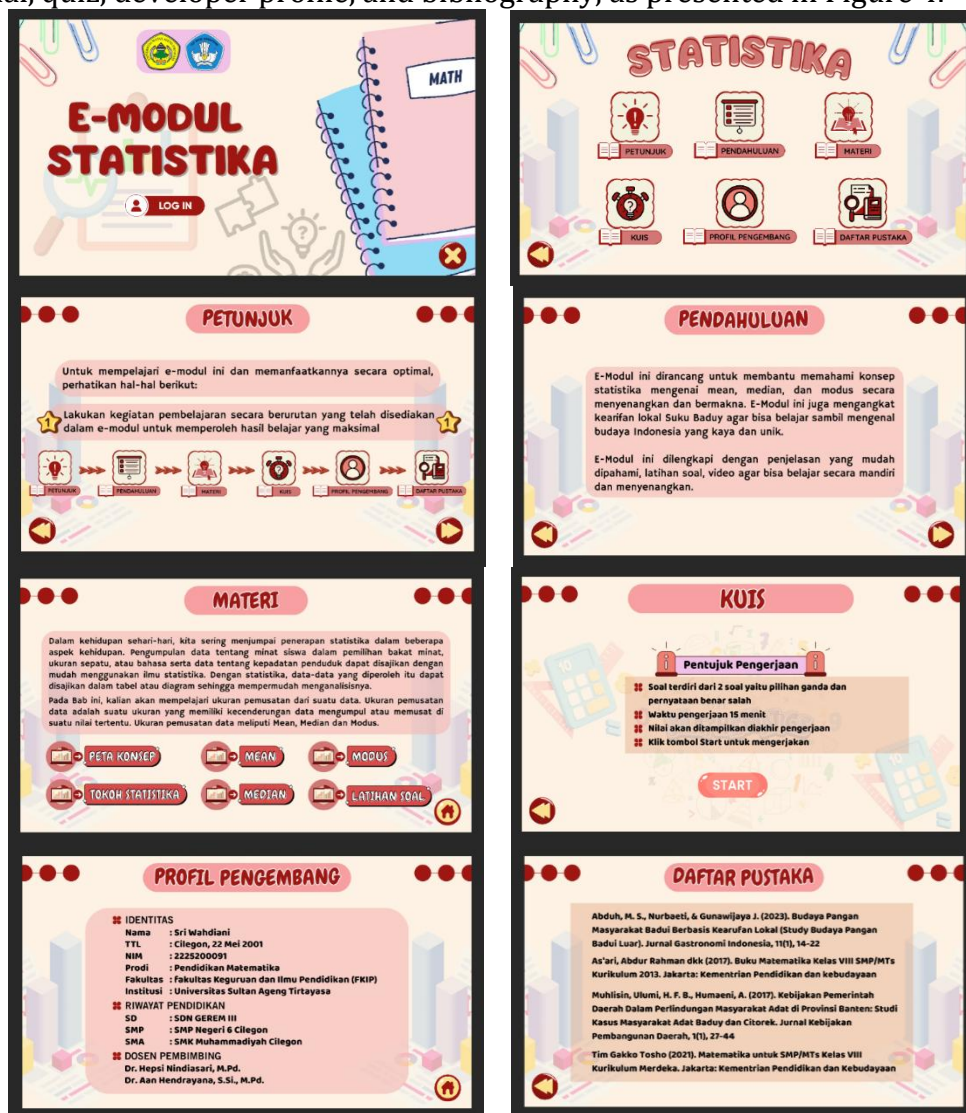 al, quiz, developer profile, and bibliography, as presented in Figure 4.
MATH
E-MODUL
STATISTIKA
LOG IN
STATISTIKA
PETUNJUK
PENDAHULUAN
MATERI
KUIS
PROFIL PENGEMBANG
DAFTAR PUSTAKA
PETUNJUK
Untuk mempelajari e-modul ini dan memanfaatkannya secara optimal,
perhatikan hal-hal berikut:
1
Lakukan kegiatan pembelajaran secara berurutan yang telah disediakan
dalam e-modul untuk memperoleh hasil belajar yang maksimal
1
PETUNJUK
PENDAHULUAN
MATERI
KUIS
PROFIL PENGEMBANG
DAFTAR PUSTAKA
PENDAHULUAN
E-Modul ini dirancang untuk membantu memahami konsep
statistika mengenai mean, median, dan modus secara
menyenangkan dan bermakna. E-Modul ini juga mengangkat
kearifan lokal Suku Baduy agar bisa belajar sambil mengenal
budaya Indonesia yang kaya dan unik.
E-Modul ini dilengkapi dengan penjelasan yang mudah
dipahami, latihan soal, video agar bisa belajar secara mandiri
dan menyenangkan.
MATERI
Dalam kehidupan sehari-hari, kita sering menjumpai penerapan statistika dalam beberapa
aspek kehidupan. Pengumpulan data tentang minat siswa dalam pemilihan bakat minat,
ukuran sepatu, atau bahasa serta data tentang kepadatan penduduk dapat disajikan dengan
mudah menggunakan ilmu statistika. Dengan statistika, data-data yang diperoleh itu dapat
disajikan dalam tabel atau diagram sehingga mempermudah menganalisisnya.
Pada Bab ini, kalian akan mempelajari ukuran pemusatan dari suatu data. Ukuran pemusatan
data adalah suatu ukuran yang memiliki kecenderungan data mengumpul atau memusat di
suatu nilai tertentu. Ukuran pemusatan data meliputi Mean, Median dan Modus.
PETA KONSEP
MEAN
MODUS
TOKOH STATISTIKA
MEDIAN
LATIHAN SOAL
KUIS
Pentujuk Pengerjaan
Soal terdiri dari 2 soal yaitu pilihan ganda dan
pernyataan benar salah
Waktu pengerjaan 15 menit
Nilai akan ditampilkan diakhir pengerjaan
Klik tombol Start untuk mengerjakan
START
PROFIL PENGEMBANG
IDENTITAS
Nama : Sri Wahdiani
TTL : Cilegon, 22 Mei 2001
NIM : 2225200091
Prodi : Pendidikan Matematika
Fakultas : fakultas Keguruan dan Ilmu Pendidikan (FKIP)
Institusi : Universitas Sultan Ageng Tirtayasa
RIWAYAT PENDIDIKAN
SD : SDN GEREM III
SMP : SMP Negeri 6 Cilegon
SMA : SMK Muhammadiyah Cilegon
DOSEN PEMBIMBING
Dr. Hepsi Nindiasari, M.Pd.
Dr. Aan Hendrayana, S.Si., M.Pd.
DAFTAR PUSTAKA
Abduh, M. S., Nurbaeti, & Gunawijaya J. (2023). Budaya Pangan
Masyarakat Badui Berbasis Kearufan Lokal (Study Budaya Pangan
Badui Luar). Jurnal Gastronomi Indonesia, 11(1), 14-22
As'ari, Abdur Rahman dkk (2017). Buku Matematika Kelas VIII SMP/MTs
Kurikulum 2013. Jakarta: Kementrian Pendidikan dan kebudayaan
Muhlisin, Ulumi, H. F. B., Humaeni, A. (2017). Kebijakan Pemerintah
Daerah Dalam Perlindungan Masyarakat Adat di Provinsi Banten: Studi
Kasus Masyarakat Adat Baduy dan Citorek. Jurnal Kebijakan
Pembangunan Daerah, 1(1), 27-44
Tim Gakko Tosho (2021). Matematika untuk SMP/MTs Kelas VIII
Kurikulum Merdeka. Jakarta: Kementrian Pendidikan dan Kebudayaan